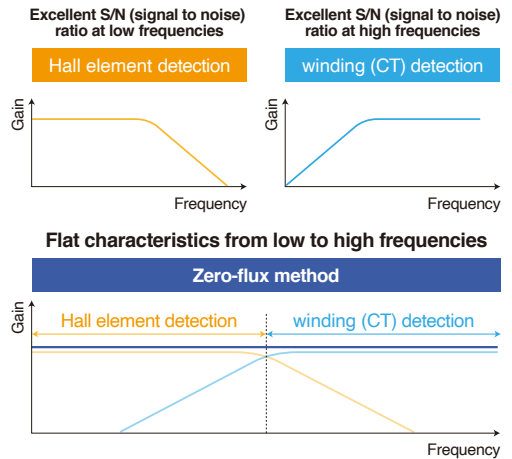 Excellent S/N (signal to noise)
ratio at low frequencies
Excellent S/N (signal to noise)
ratio at high frequencies
Hall element detection
winding (CT) detection
Gain
Frequency
Gain
Frequency
Flat characteristics from low to high frequencies
Zero-flux method
Gain
Hall element detection
winding (CT) detection
Frequency